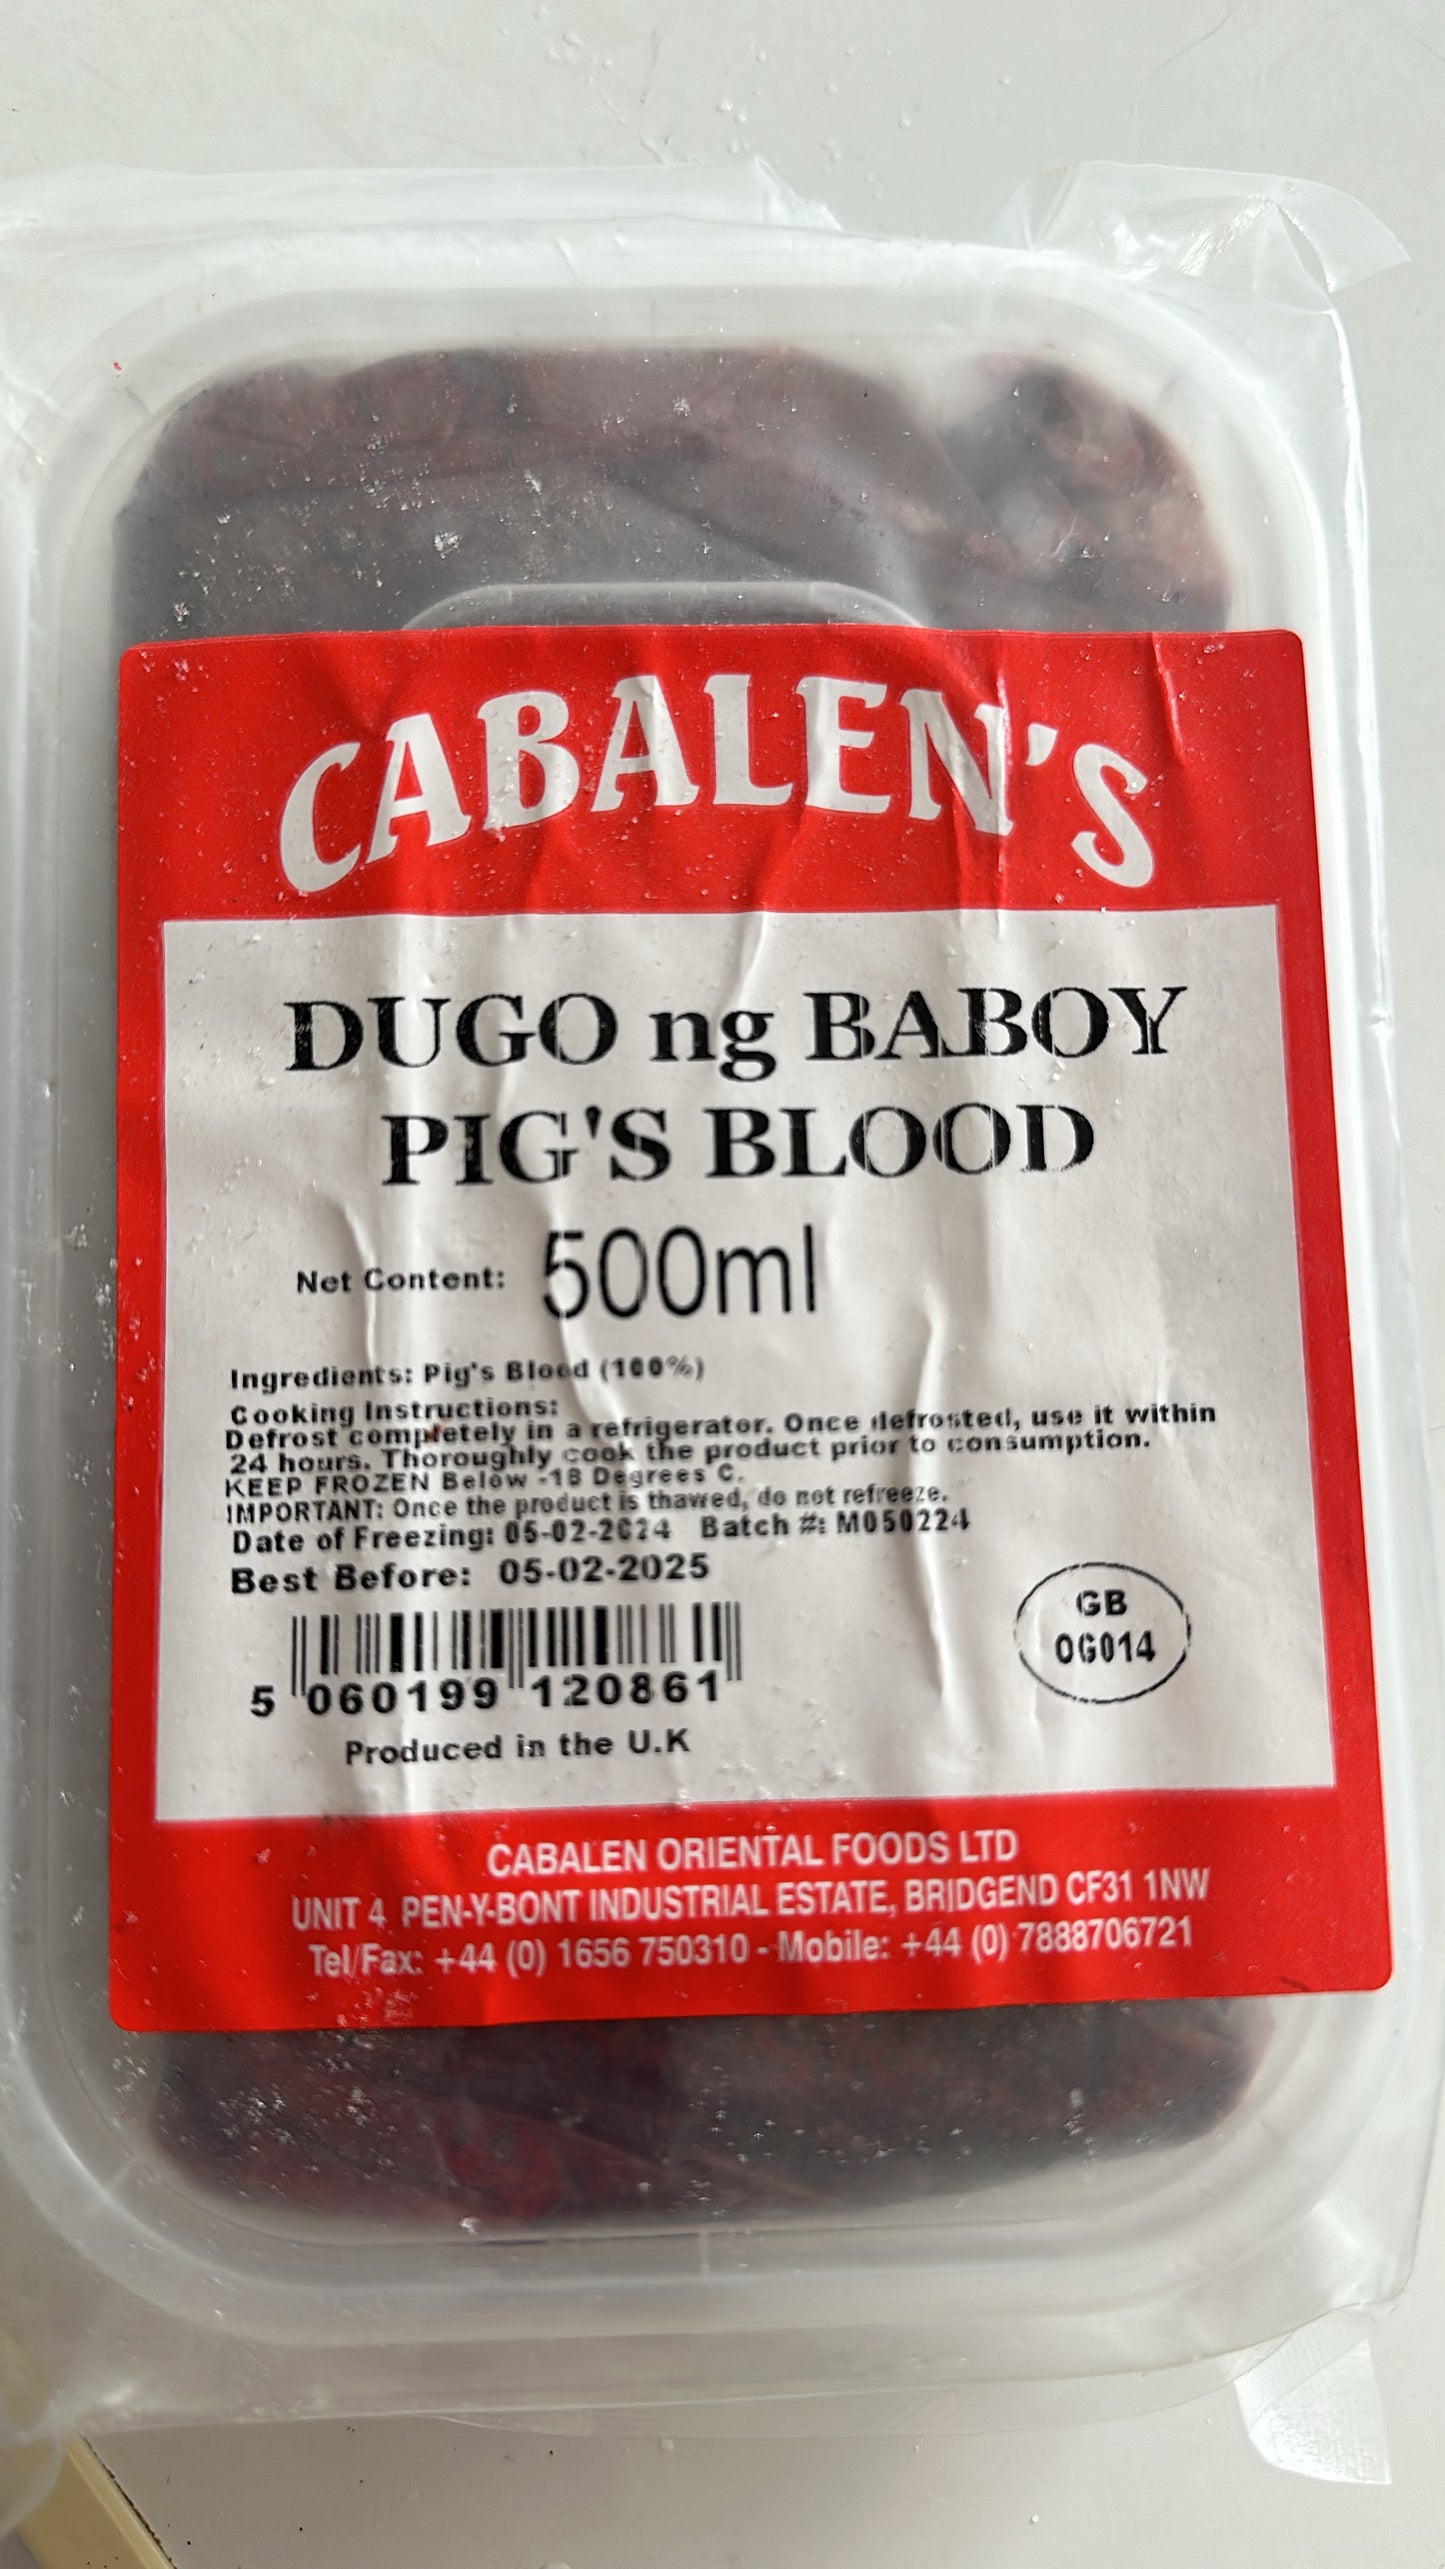 CABALEN'S
DUGO ng BABOY
PIG'S BLOOD
Net Content: 500ml
Ingredients: Pig's Blood (100%)
Cooking Instructions:
Defrost completely in a refrigerator. Once defrosted, use it within
24 hours. Thoroughly cook the product prior to consumption.
KEEP FROZEN Below -18 Degrees C.
IMPORTANT: Once the product is thawed, do not refreeze.
Date of Freezing: 05-02-2024 Batch #: M050224
Best Before: 05-02-2025
GB
OG014
5 060199 120861
Produced in the U.K
CABALEN ORIENTAL FOODS LTD
UNIT 4 PEN-Y-BONT INDUSTRIAL ESTATE, BRIDGEND CF31 1NW
Tel/Fax: +44 (0) 1656 750310 - Mobile: +44 (0) 7888706721